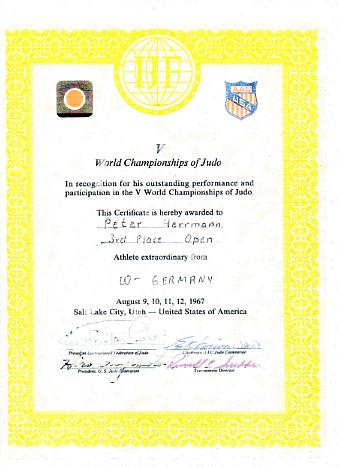 IJF
AAU
USA
V
World Championships of Judo
In recognition for his outstanding performance and
participation in the V World Championships of Judo.
This Certificate is hereby awarded to
Peter Herrmann
3rd Place Open
Athlete extraordinary from
W- GERMANY
August 9, 10, 11, 12, 1967
Salt Lake City, Utah — United States of America
President International Federation of Judo
Chairman, AAU Judo Committee
President, U. S. Judo
Tournament Director